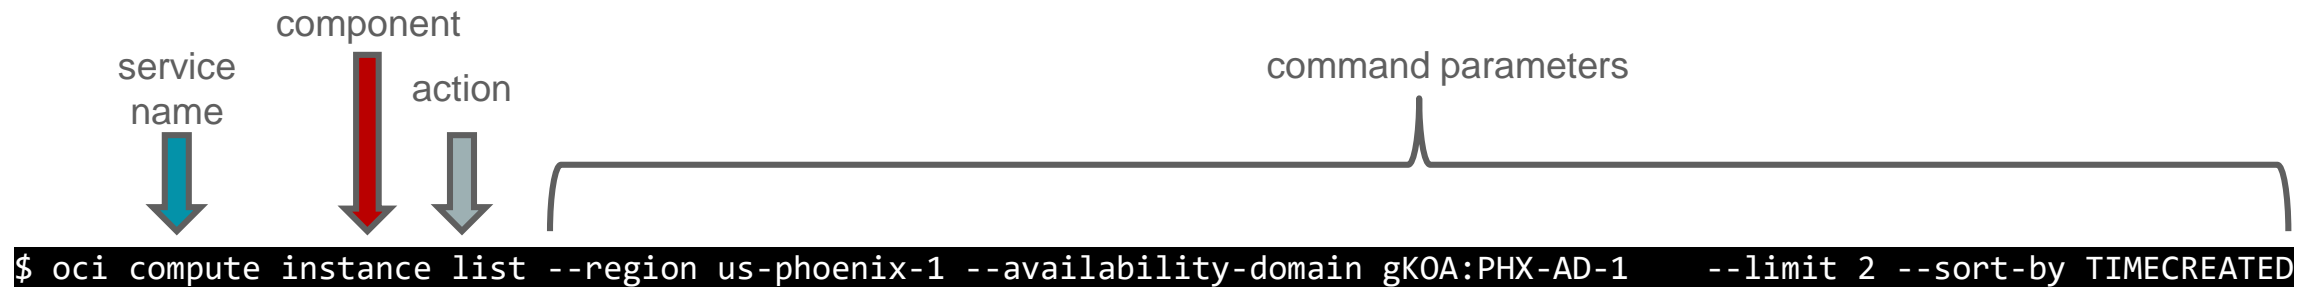 component
service
name
action
command parameters
$ oci compute instance list --region us-phoenix-1 --availability-domain gKOA:PHX-AD-1    --limit 2 --sort-by TIMECREATED